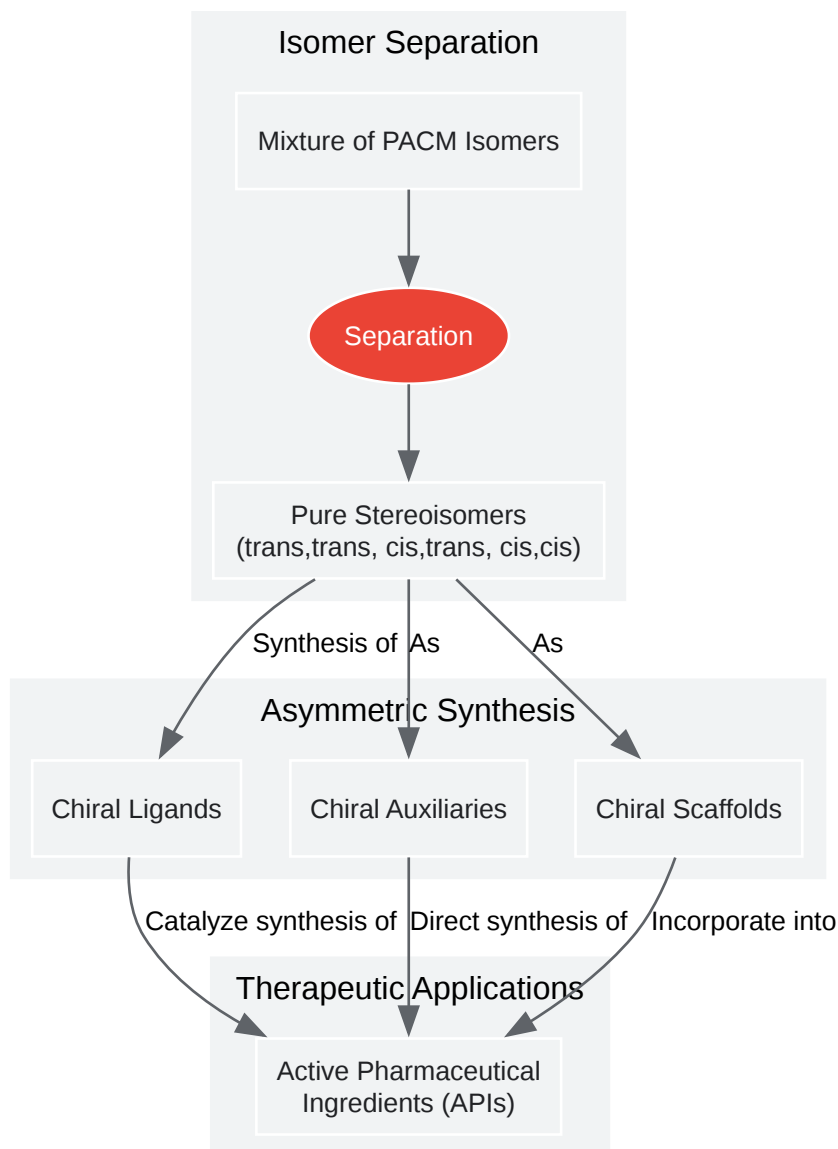 Isomer Separation
Mixture of PACM Isomers
Separation
Pure Stereoisomers
(trans,trans, cis,trans, cis,cis)
Synthesis of
As
As
Asymmetric Synthesis
Chiral Ligands
Chiral Auxiliaries
Chiral Scaffolds
Catalyze synthesis of
Direct synthesis of
Incorporate into
Therapeutic Applications
Active Pharmaceutical
Ingredients (APIs)